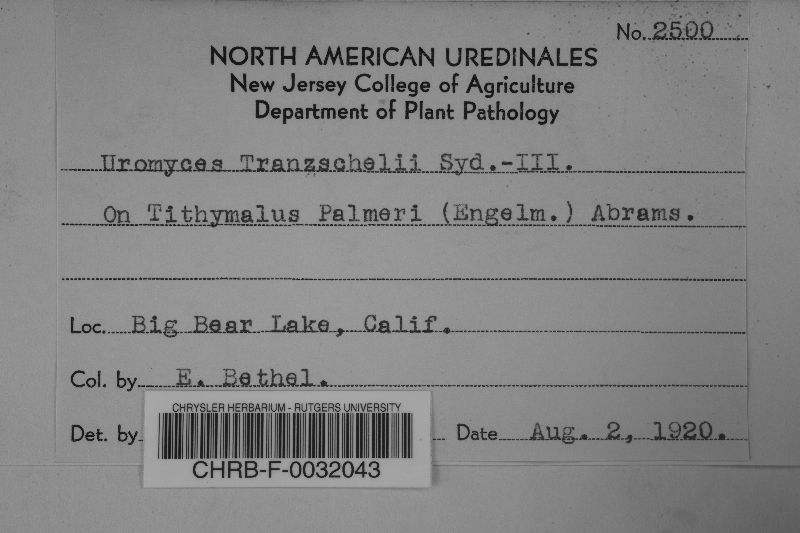 No. 2500
NORTH AMERICAN UREDINALES
New Jersey College of Agriculture
Department of Plant Pathology
Uromyces Tranzschelii Syd.-III.
On Tithymalus Palmeri (Engelm.) Abrams.
Loc. Big Bear Lake, Calif.
Col. by E. Bethel.
Det. by
Date Aug. 2, 1920.
CHRYSLER HERBARIUM - RUTGERS UNIVERSITY
CHRB-F-0032043